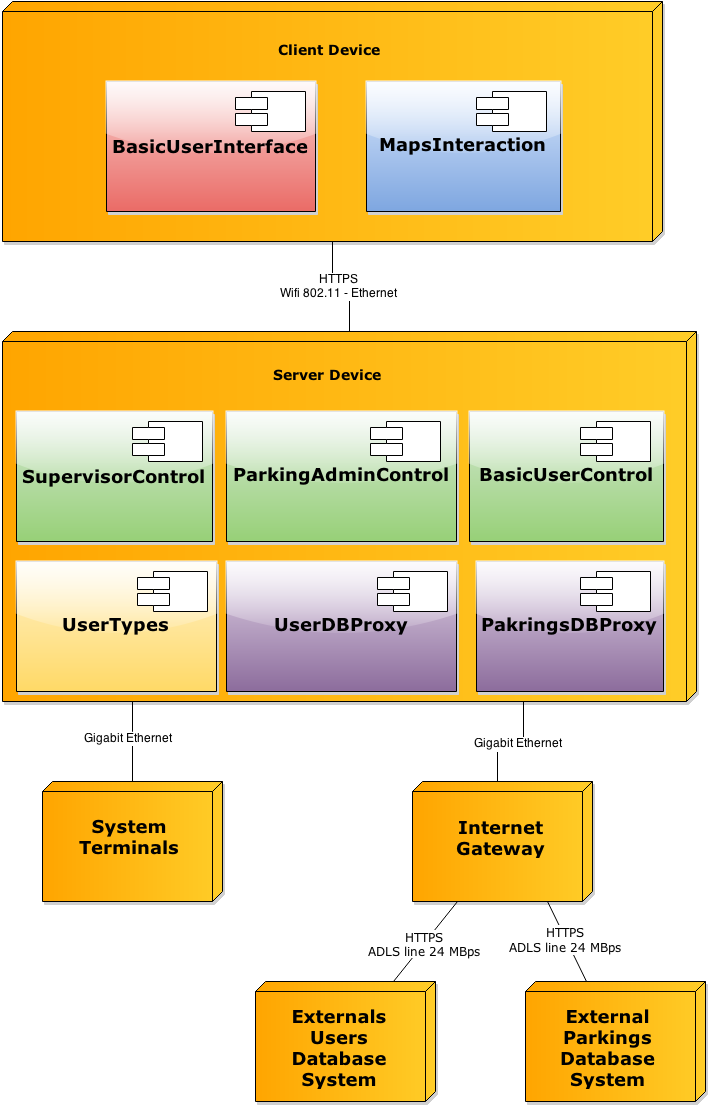 Client Device
BasicUserInterface
MapsInteraction
HTTPS
Wifi 802.11 - Ethernet
Server Device
SupervisorControl
ParkingAdminControl
BasicUserControl
UserTypes
UserDBProxy
PakringsDBProxy
Gigabit Ethernet
Gigabit Ethernet
System
Terminals
Internet
Gateway
HTTPS
ADLS line 24 MBps
HTTPS
ADLS line 24 MBps
Externals
Users
Database
System
External
Parkings
Database
System